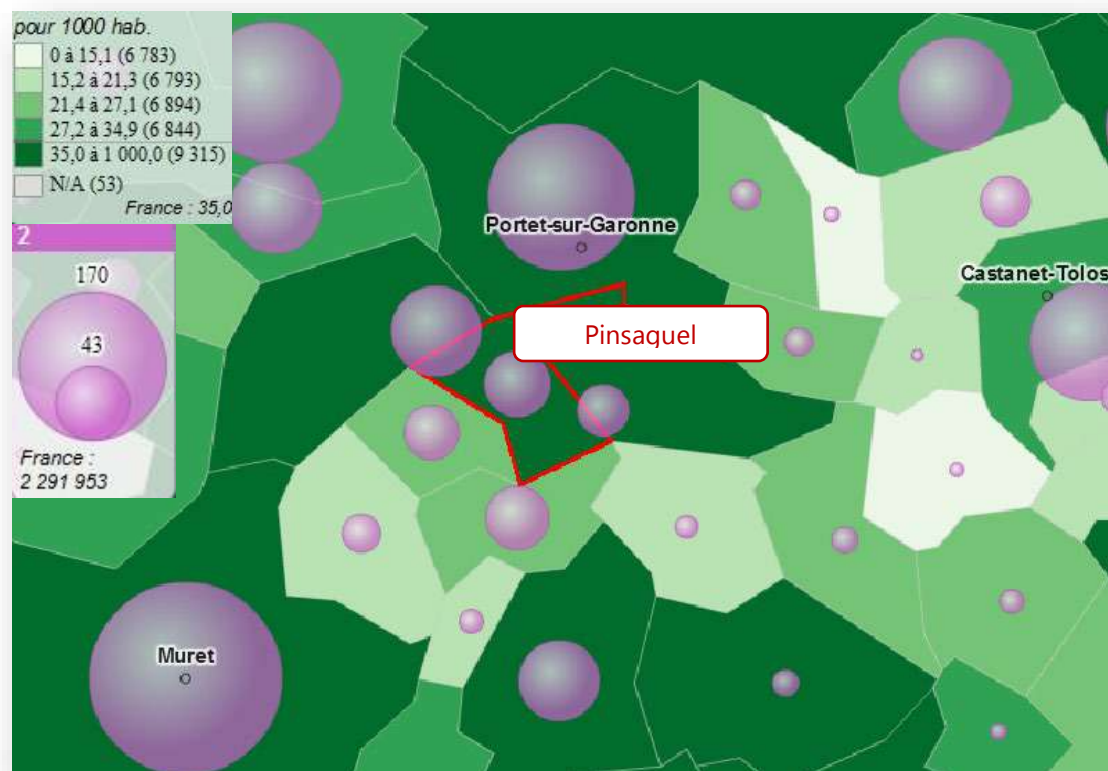 pour 1000 hab.
0 à 15,1 (6 783)
15,2 à 21,3 (6 793)
21,4 à 27,1 (6 894)
27,2 à 34,9 (6 844)
35,0 à 1 000,0 (9 315)
N/A (53)
France : 35,0
2
170
43
France :
2 291 953
Portet-sur-Garonne
Castanet-Tolos
Pinsaquel
Muret